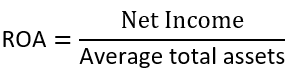 ROA = Net Income
Average total assets